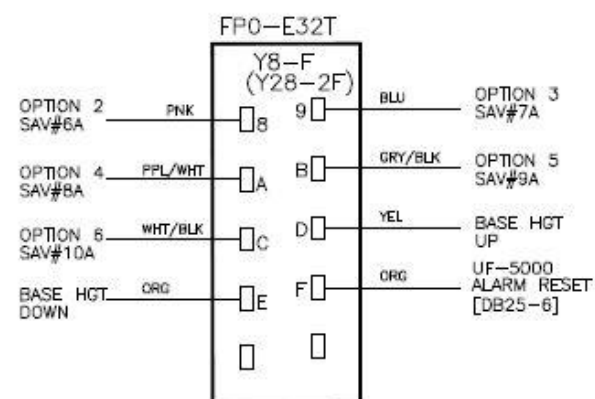 FP0-E32T
Y8-F
(Y28-2F)
OPTION 2
SAV#6A
PNK
8
9
BLU
OPTION 3
SAV#7A
OPTION 4
SAV#8A
PPL/WHT
A
B
GRY/BLK
OPTION 5
SAV#9A
OPTION 6
SAV#10A
WHT/BLK
C
D
YEL
BASE HGT
UP
BASE HGT
DOWN
ORG
E
F
ORG
UF-5000
ALARM RESET
[DB25-6]